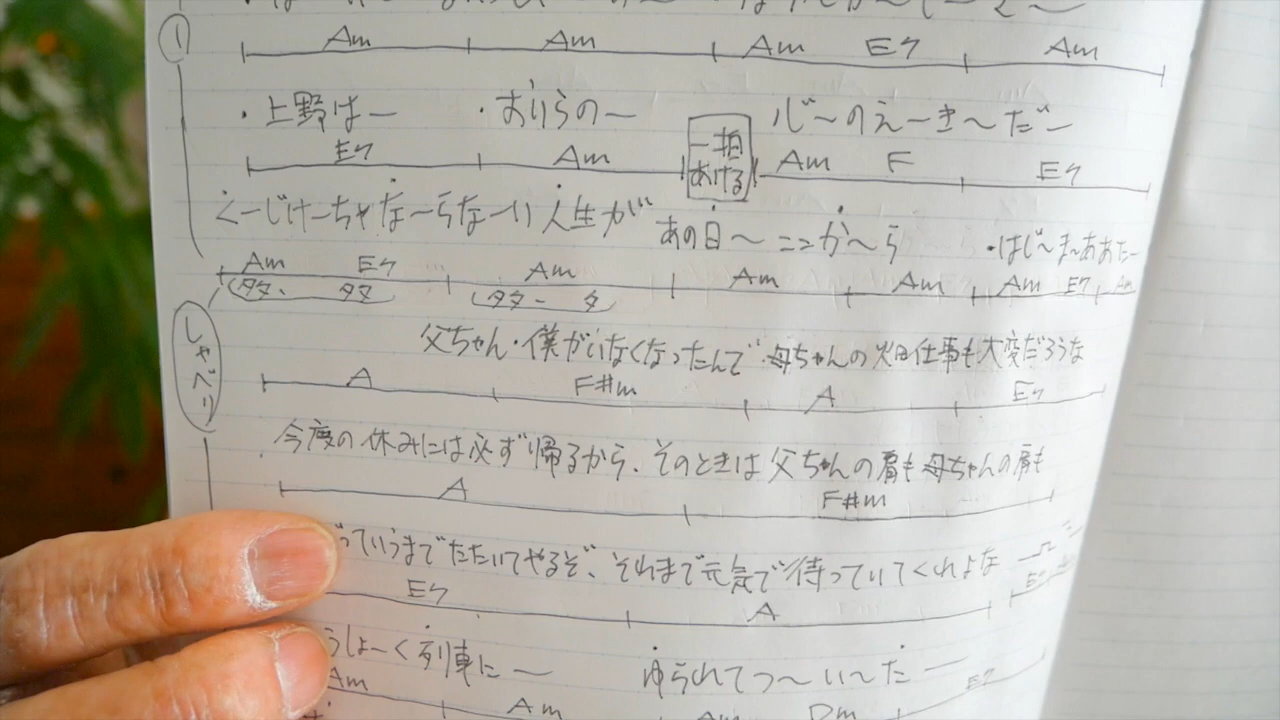 ① Am Am Am E7 Am
・上野は― ・おいらの〜 心〜のえ〜き〜だ〜
E7 Am 一拍あげる Am F E7
く―じけ―ちゃな〜らな〜い人生が あの日〜ここか〜ら ・はじ〜ま〜ああた〜
Am E7 Am Am Am Am E7 Am
タタ・ タタ タタ― タ
しゃべり 父ちゃん・僕がいなくなったんで・母ちゃんの畑仕事も大変だろうな
A F#m A E7
今度の休みには必ず帰るから、そのときは父ちゃんの肩も母ちゃんの肩も
A F#m
っていうまでたたいてやるぞ、それまで元気で待っていてくれよな
E7 A E7
うしょ〜く列車に― ゆられてつ〜い〜た―
Am Am Am Dm E7